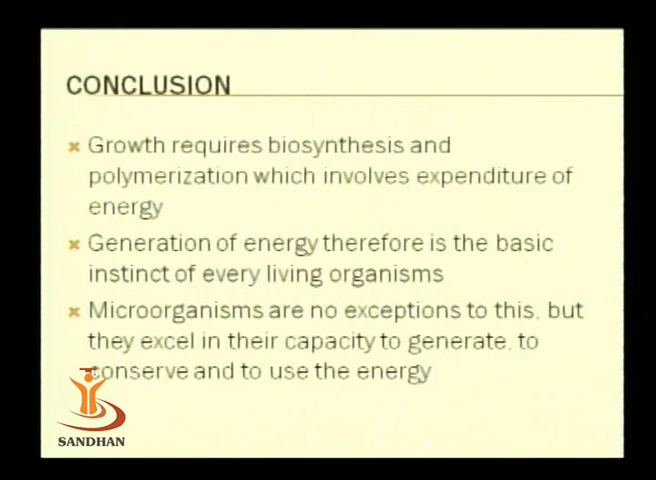 CONCLUSION
Growth requires biosynthesis and
polymerization which involves expenditure of
energy
Generation of energy therefore is the basic
instinct of every living organisms
Microorganisms are no exceptions to this, but
they excel in their capacity to generate, to
conserve and to use the energy
SANDHAN